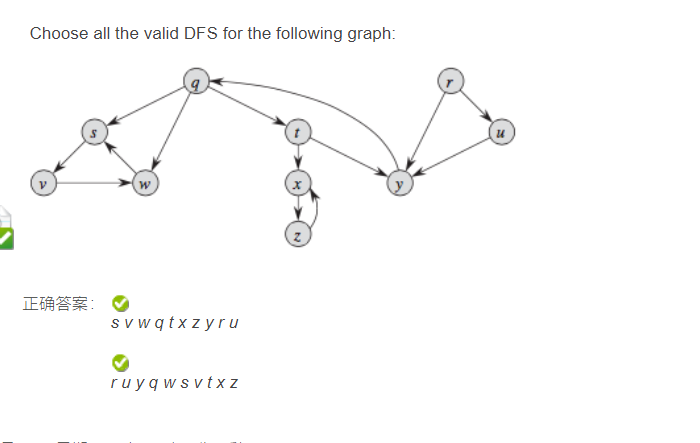 Choose all the valid DFS for the following graph:
q
r
s
t
u
v
w
x
y
z
正确答案:
s v w q t x z y r u
r u y q w s v t x z